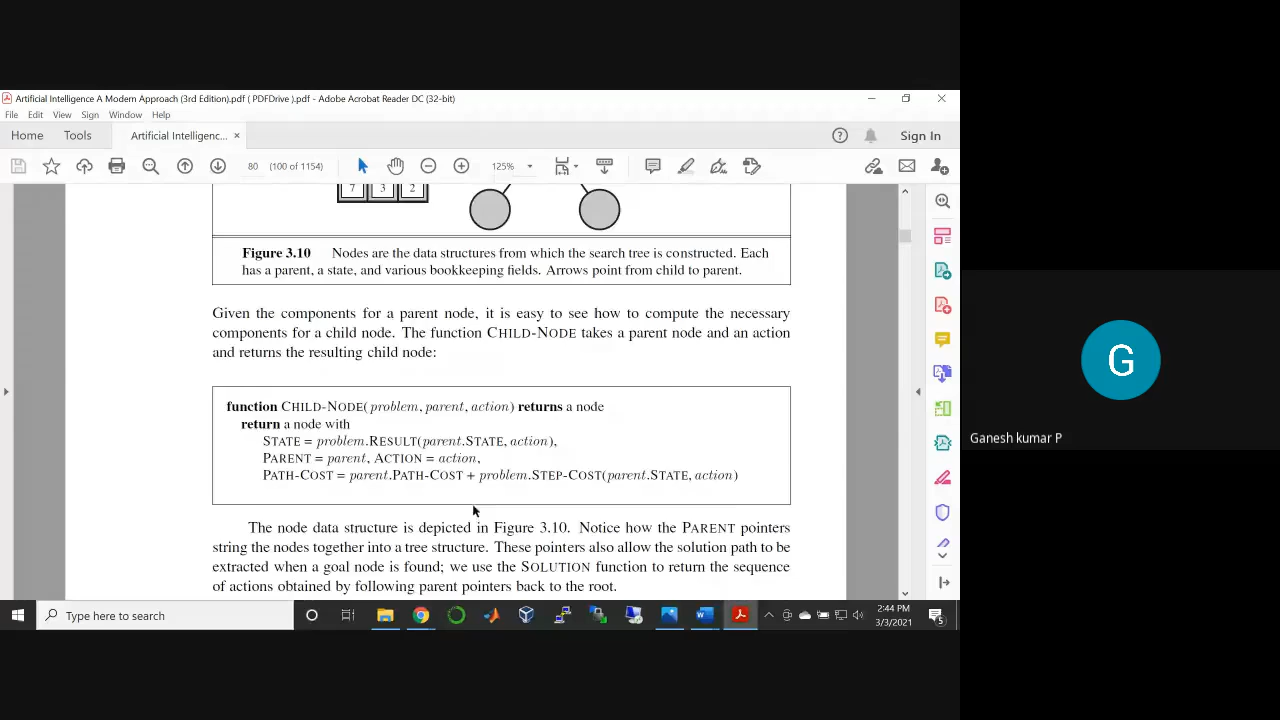 Artificial Intelligence A Modern Approach (3rd Edition).pdf ( PDFDrive ).pdf - Adobe Acrobat Reader DC (32-bit)
File Edit View Sign Window Help
Home Tools Artificial Intelligenc... × Sign In
80 (100 of 1154) 125%
7 3 2
Figure 3.10 Nodes are the data structures from which the search tree is constructed. Each
has a parent, a state, and various bookkeeping fields. Arrows point from child to parent.
Given the components for a parent node, it is easy to see how to compute the necessary
components for a child node. The function CHILD-NODE takes a parent node and an action
and returns the resulting child node:
function CHILD-NODE( problem, parent, action) returns a node
return a node with
STATE = problem.RESULT(parent.STATE, action),
PARENT = parent, ACTION = action,
PATH-COST = parent.PATH-COST + problem.STEP-COST(parent.STATE, action)
The node data structure is depicted in Figure 3.10. Notice how the PARENT pointers
string the nodes together into a tree structure. These pointers also allow the solution path to be
extracted when a goal node is found; we use the SOLUTION function to return the sequence
of actions obtained by following parent pointers back to the root.
G
Ganesh kumar P
Type here to search
2:44 PM
3/3/2021
5